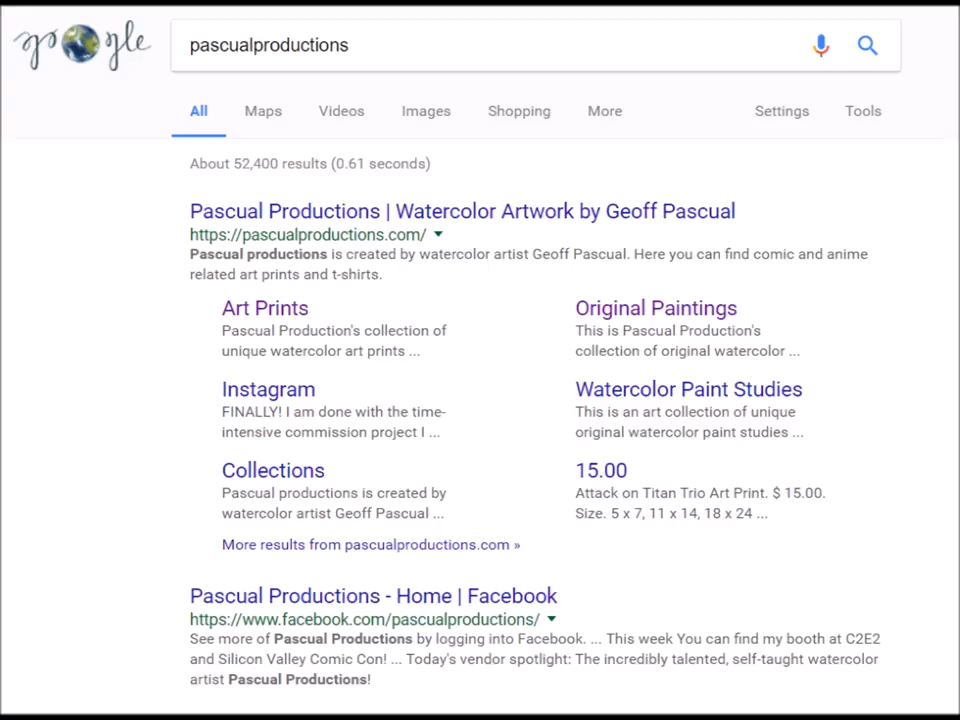 Google
pascualproductions
All Maps Videos Images Shopping More Settings Tools
About 52,400 results (0.61 seconds)
Pascual Productions | Watercolor Artwork by Geoff Pascual
https://pascualproductions.com/
Pascual productions is created by watercolor artist Geoff Pascual. Here you can find comic and anime
related art prints and t-shirts.
Art Prints
Pascual Production's collection of
unique watercolor art prints ...
Original Paintings
This is Pascual Production's
collection of original watercolor ...
Instagram
FINALLY! I am done with the time-
intensive commission project I ...
Watercolor Paint Studies
This is an art collection of unique
original watercolor paint studies ...
Collections
Pascual productions is created by
watercolor artist Geoff Pascual ...
15.00
Attack on Titan Trio Art Print. $ 15.00.
Size. 5 x 7, 11 x 14, 18 x 24 ...
More results from pascualproductions.com »
Pascual Productions - Home | Facebook
https://www.facebook.com/pascualproductions/
See more of Pascual Productions by logging into Facebook. ... This week You can find my booth at C2E2
and Silicon Valley Comic Con! ... Today's vendor spotlight: The incredibly talented, self-taught watercolor
artist Pascual Productions!